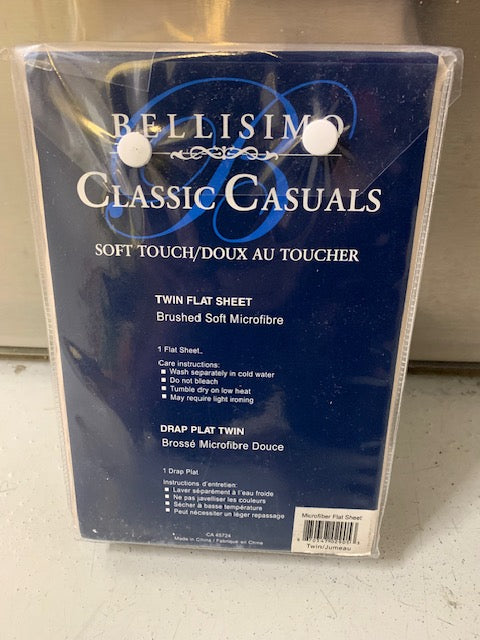 BELLISIMO
CLASSIC CASUALS
SOFT TOUCH/DOUX AU TOUCHER
TWIN FLAT SHEET
Brushed Soft Microfibre
1 Flat Sheet
Care instructions:
Wash separately in cold water
Do not bleach
Tumble dry on low heat
May require light ironing
DRAP PLAT TWIN
Brossé Microfibre Douce
1 Drap Plat
Instructions d'entretien:
Laver séparément à l'eau froide
Ne pas javelliser les couleurs
Sécher à basse température
Peut nécessiter un léger repassage
CA 45724
Made in China / Fabriqué en Chine
Microfiber Flat Sheet
Twin/Jumeau